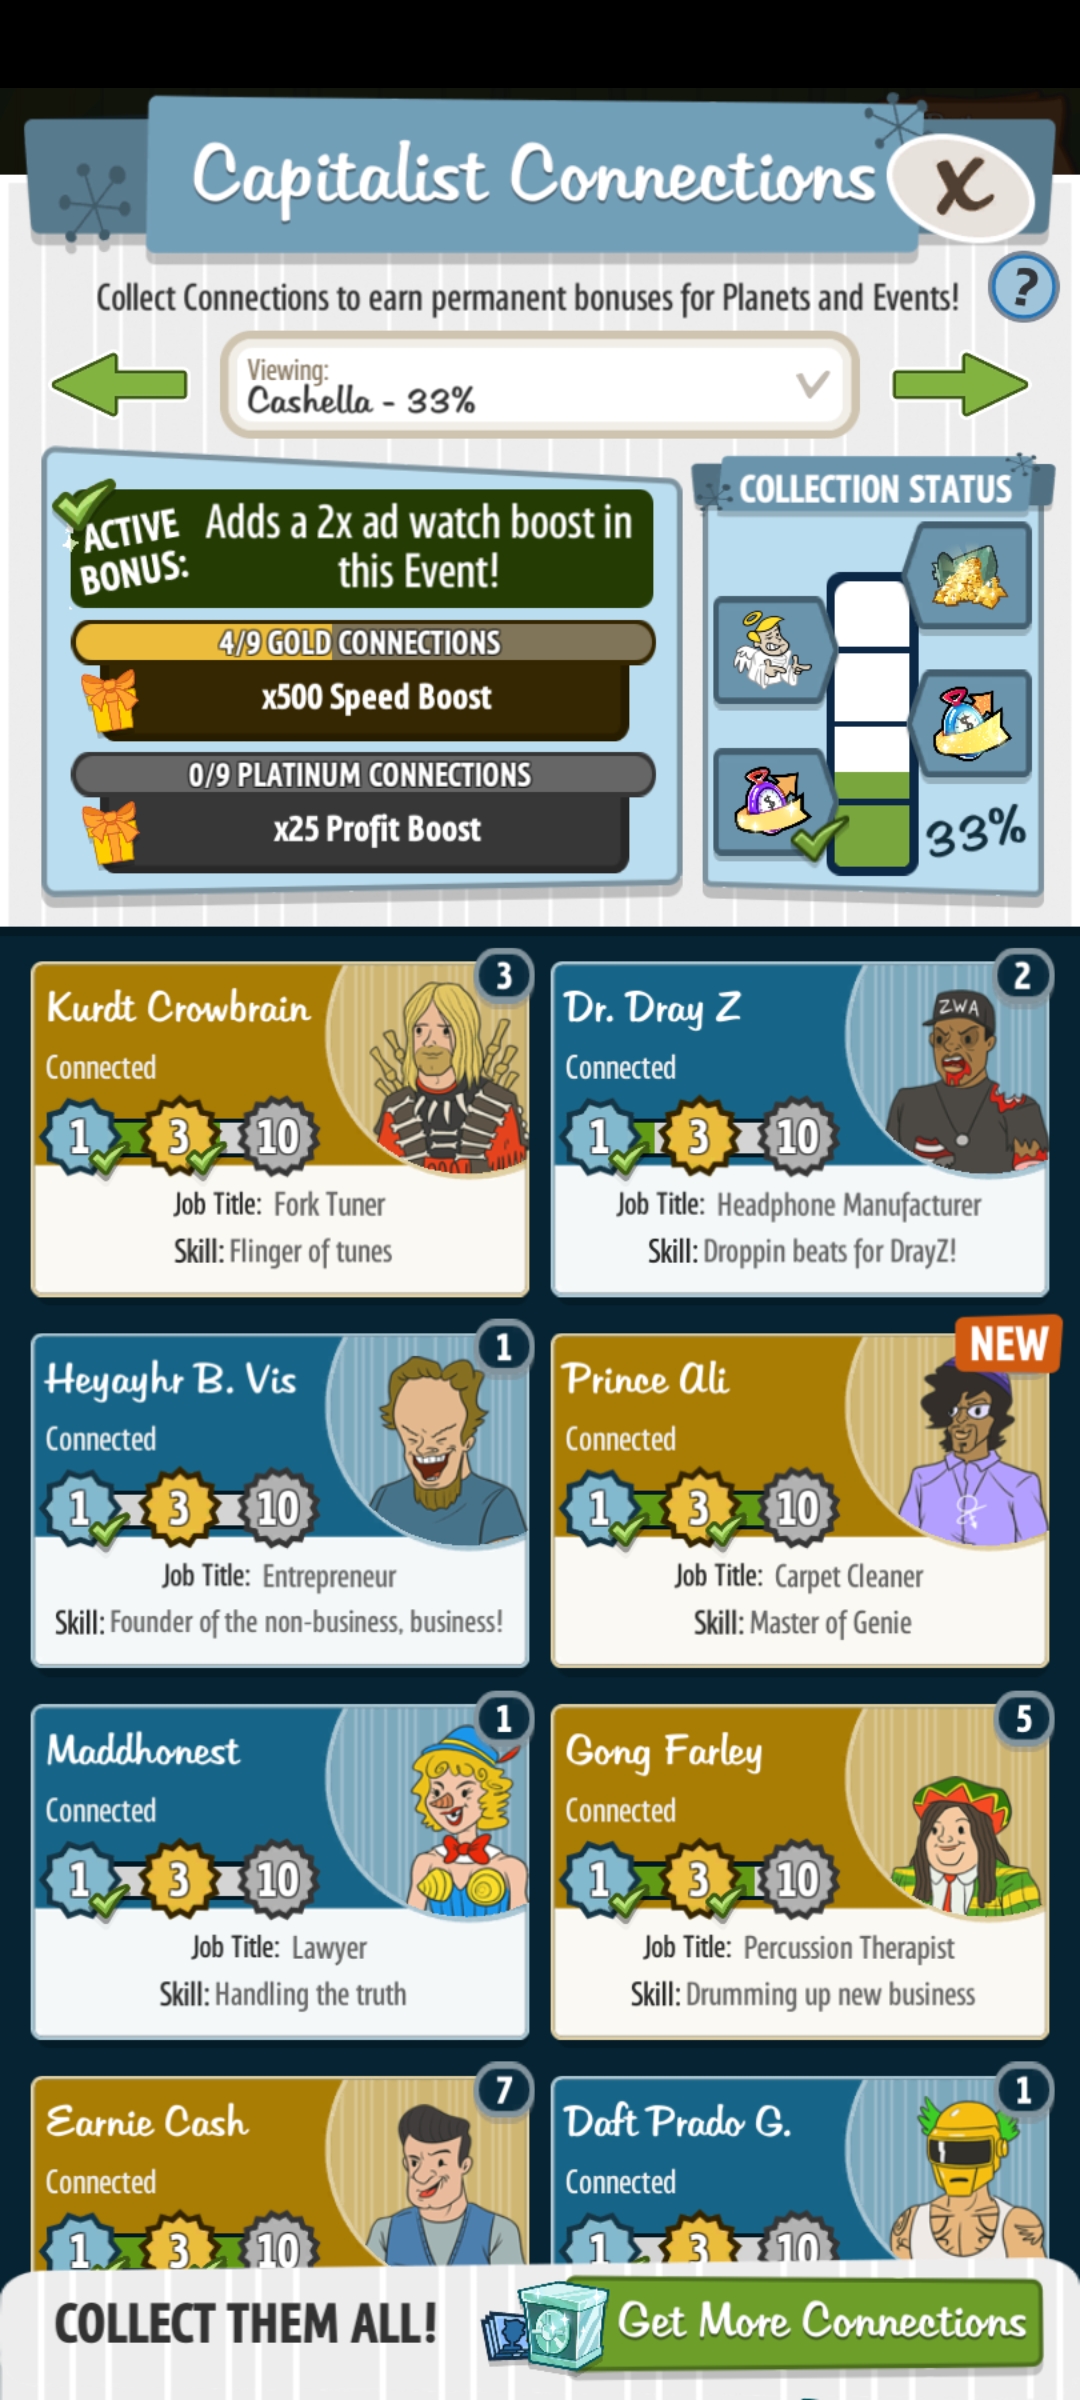 Capitalist Connections
X
?
Collect Connections to earn permanent bonuses for Planets and Events!
Viewing:
Cashella - 33%
ACTIVE BONUS:
Adds a 2x ad watch boost in
this Event!
4/9 GOLD CONNECTIONS
x500 Speed Boost
0/9 PLATINUM CONNECTIONS
x25 Profit Boost
COLLECTION STATUS
33%
Kurdt Crowbrain
3
Connected
1 3 10
Job Title: Fork Tuner
Skill: Flinger of tunes
Dr. Dray Z
2
ZWA
Connected
1 3 10
Job Title: Headphone Manufacturer
Skill: Droppin beats for DrayZ!
Heyayhr B. Vis
1
Connected
1 3 10
Job Title: Entrepreneur
Skill: Founder of the non-business, business!
Prince Ali
NEW
Connected
1 3 10
Job Title: Carpet Cleaner
Skill: Master of Genie
Maddhonest
1
Connected
1 3 10
Job Title: Lawyer
Skill: Handling the truth
Gong Farley
5
Connected
1 3 10
Job Title: Percussion Therapist
Skill: Drumming up new business
Earnie Cash
7
Connected
1 3 10
Daft Prado G.
1
Connected
1 3 10
COLLECT THEM ALL!
Get More Connections